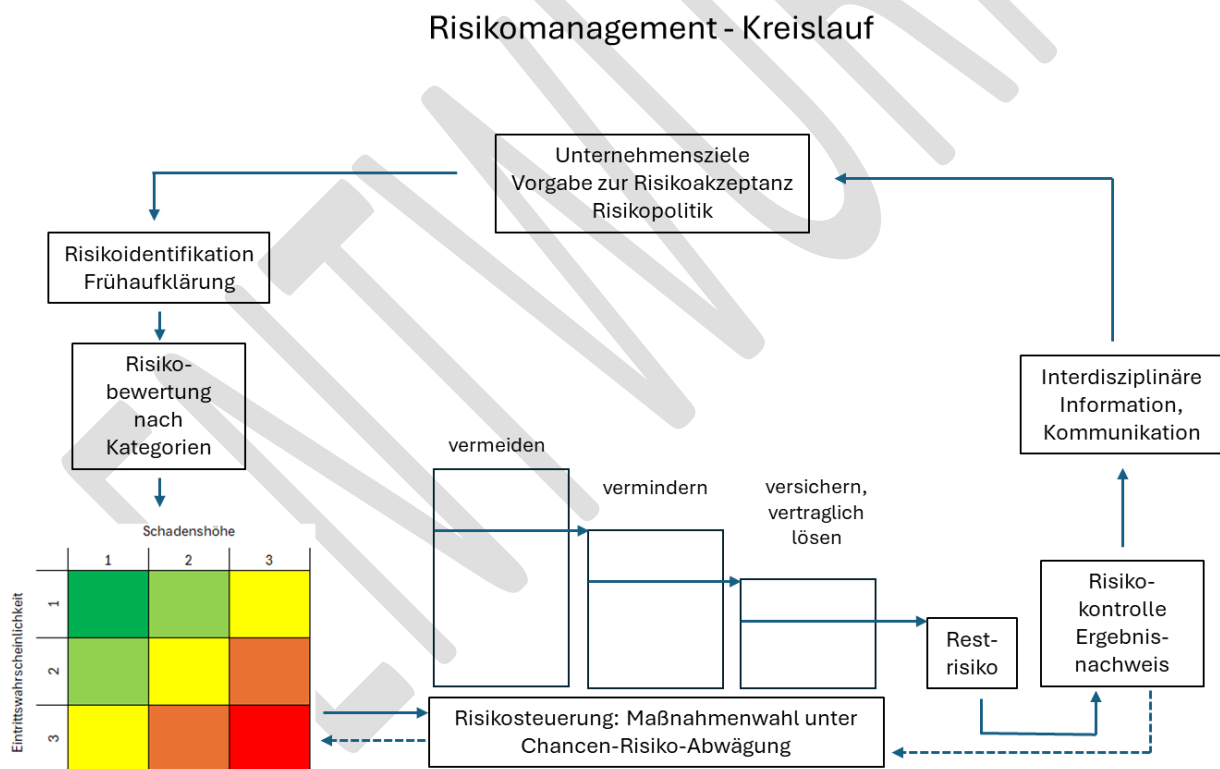 Risikomanagement - Kreislauf
Unternehmensziele
Vorgabe zur Risikoakzeptanz
Risikopolitik
Risikoidentifikation
Frühaufklärung
Risiko-
bewertung
nach
Kategorien
Schadenshöhe
1 2 3
Eintrittswahrscheinlichkeit
1
2
3
vermeiden
vermindern
versichern,
vertraglich
lösen
Rest-
risiko
Risikosteuerung: Maßnahmenwahl unter
Chancen-Risiko-Abwägung
Risiko-
kontrolle
Ergebnis-
nachweis
Interdisziplinäre
Information,
Kommunikation
ENTWURF